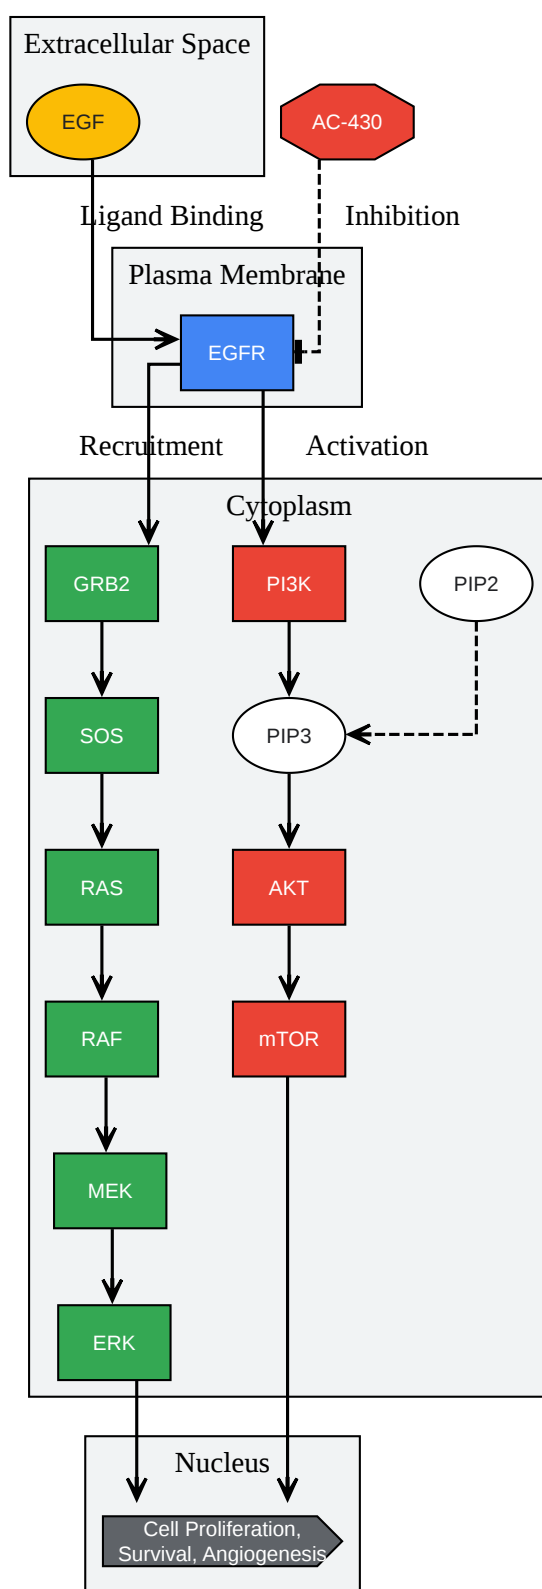 Extracellular Space
EGF
AC-430
Ligand Binding
Inhibition
Plasma Membrane
EGFR
Recruitment
Activation
Cytoplasm
GRB2
PI3K
PIP2
SOS
PIP3
RAS
AKT
RAF
mTOR
MEK
ERK
Nucleus
Cell Proliferation,
Survival, Angiogenesis